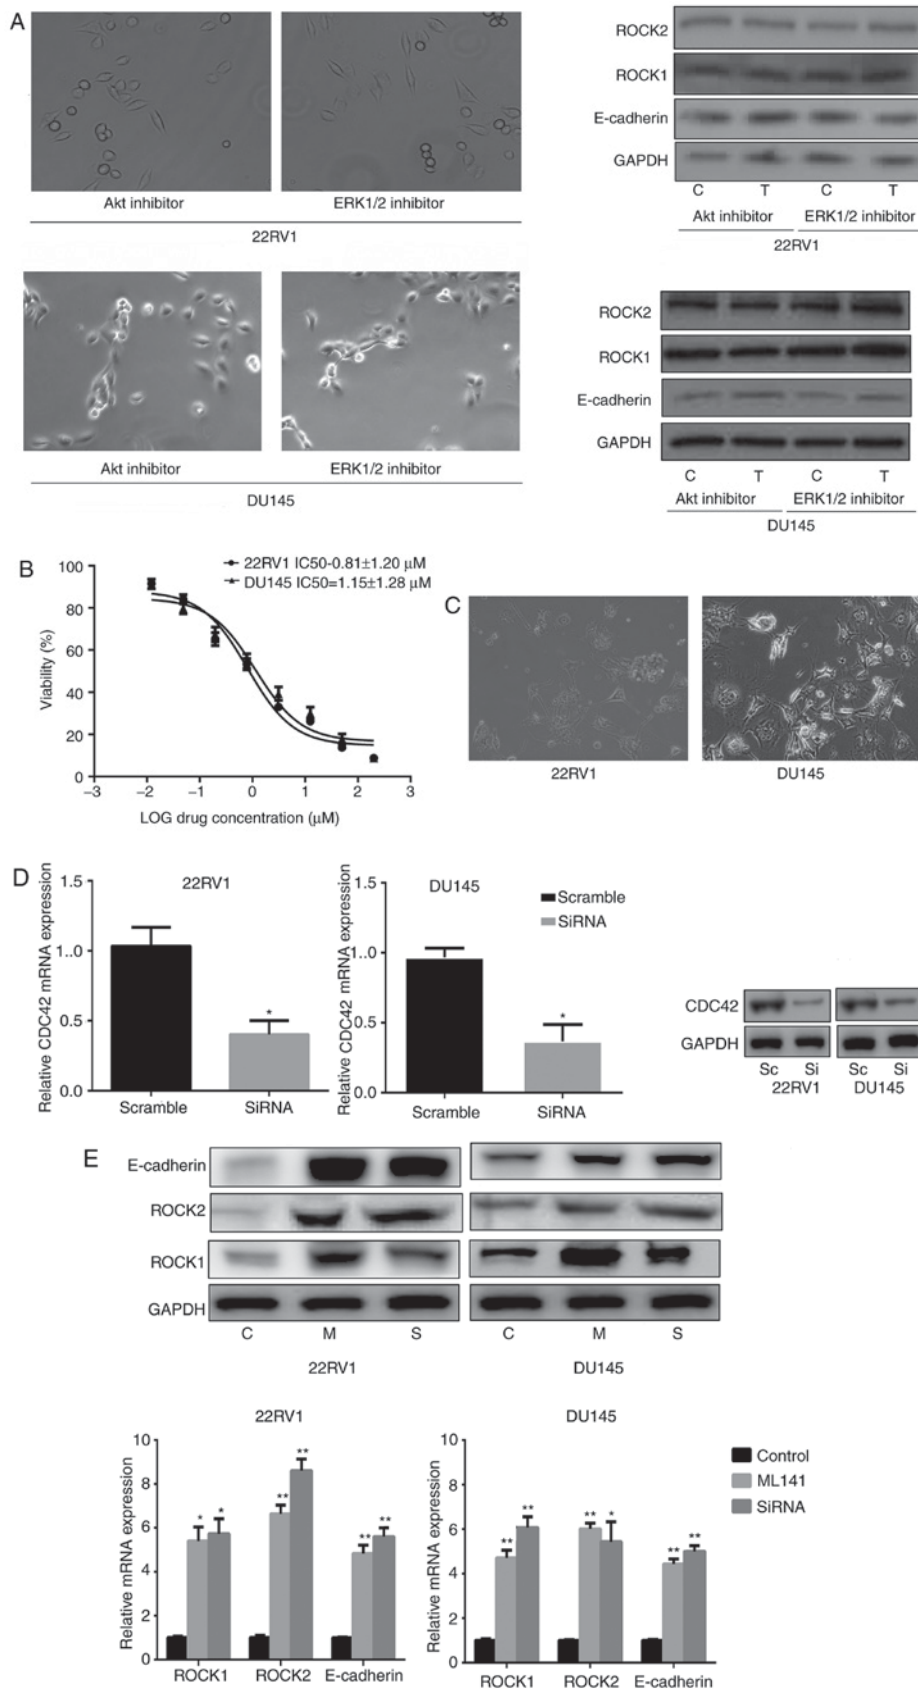 A
Akt inhibitor
ERK1/2 inhibitor
22RV1
Akt inhibitor
ERK1/2 inhibitor
DU145
ROCK2
ROCK1
E-cadherin
GAPDH
C T C T
Akt inhibitor ERK1/2 inhibitor
22RV1
ROCK2
ROCK1
E-cadherin
GAPDH
C T C T
Akt inhibitor ERK1/2 inhibitor
DU145
B
22RV1 IC50-0.81±1.20 µM
DU145 IC50=1.15±1.28 µM
Viability (%)
100
80
60
40
20
0
−3 −2 −1 0 1 2 3
LOG drug concentration (µM)
C
22RV1
DU145
D
22RV1
Relative CDC42 mRNA expression
1.5
1.0
0.5
0.0
*
Scramble SiRNA
DU145
Relative CDC42 mRNA expression
1.5
1.0
0.5
0.0
*
Scramble SiRNA
Scramble
SiRNA
CDC42
GAPDH
Sc Si Sc Si
22RV1 DU145
E
E-cadherin
ROCK2
ROCK1
GAPDH
C M S C M S
22RV1 DU145
22RV1
Relative mRNA expression
10
8
6
4
2
0
* * ** ** ** **
ROCK1 ROCK2 E-cadherin
DU145
Relative mRNA expression
10
8
6
4
2
0
** ** ** * ** **
ROCK1 ROCK2 E-cadherin
Control
ML141
SiRNA